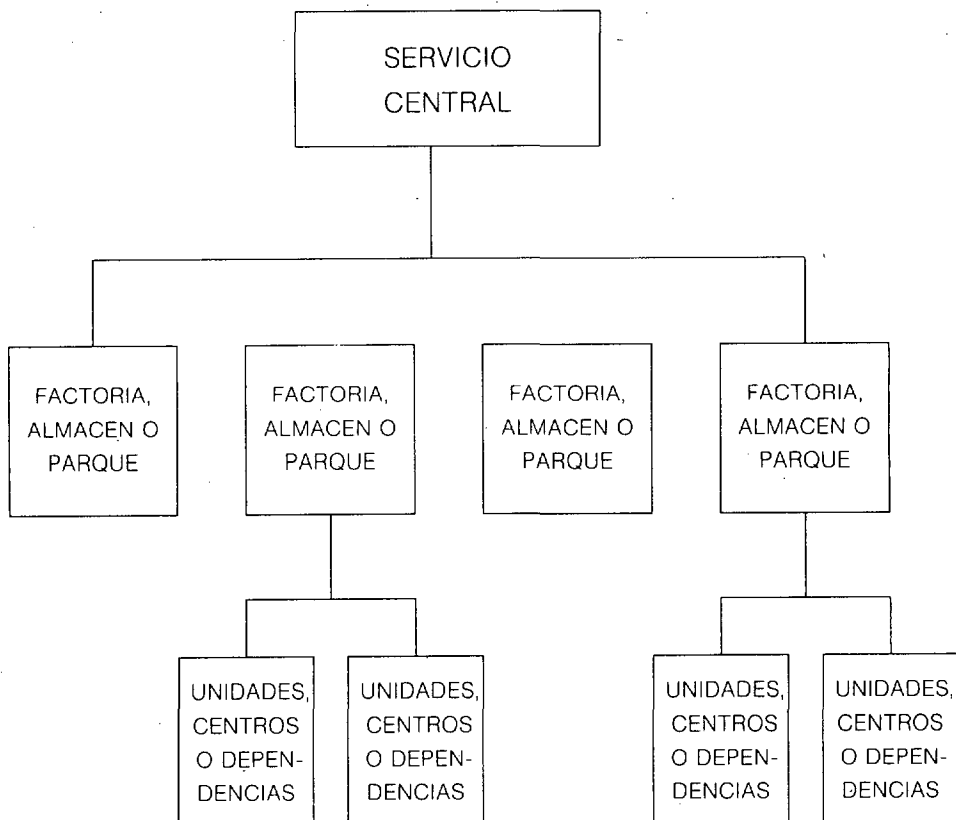 SERVICIO
CENTRAL
FACTORIA,
ALMACEN O
PARQUE
FACTORIA,
ALMACEN O
PARQUE
FACTORIA,
ALMACEN O
PARQUE
FACTORIA,
ALMACEN O
PARQUE
UNIDADES,
CENTROS
O DEPEN-
DENCIAS
UNIDADES,
CENTROS
O DEPEN-
DENCIAS
UNIDADES,
CENTROS
O DEPEN-
DENCIAS
UNIDADES,
CENTROS
O DEPEN-
DENCIAS